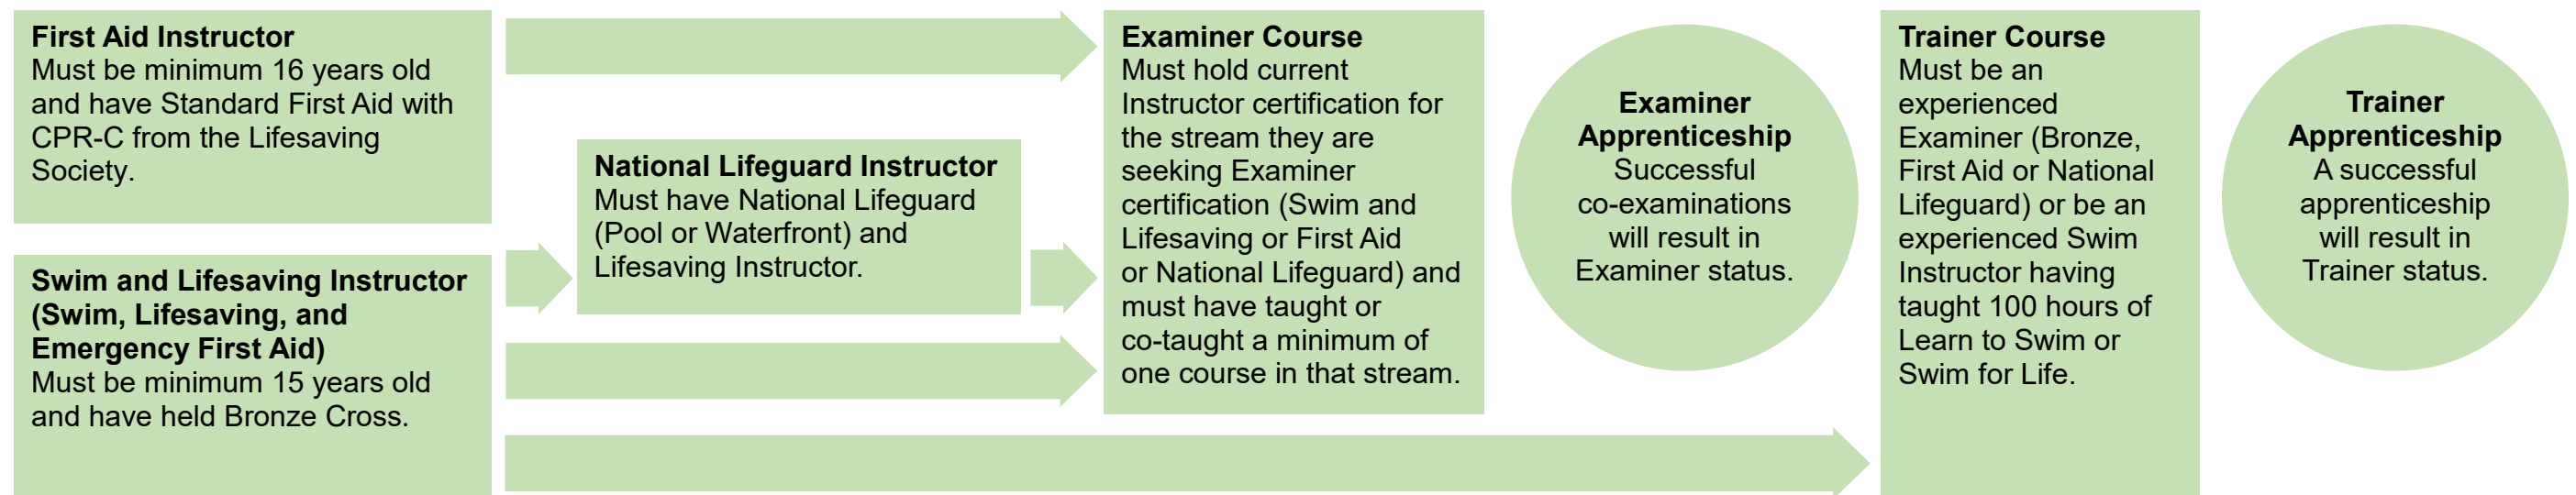 First Aid Instructor
Must be minimum 16 years old
and have Standard First Aid with
CPR-C from the Lifesaving
Society.
Swim and Lifesaving Instructor
(Swim, Lifesaving, and
Emergency First Aid)
Must be minimum 15 years old
and have held Bronze Cross.
National Lifeguard Instructor
Must have National Lifeguard
(Pool or Waterfront) and
Lifesaving Instructor.
Examiner Course
Must hold current
Instructor certification for
the stream they are
seeking Examiner
certification (Swim and
Lifesaving or First Aid
or National Lifeguard) and
must have taught or
co-taught a minimum of
one course in that stream.
Examiner
Apprenticeship
Successful
co-examinations
will result in
Examiner status.
Trainer Course
Must be an
experienced
Examiner (Bronze,
First Aid or National
Lifeguard) or be an
experienced Swim
Instructor having
taught 100 hours of
Learn to Swim or
Swim for Life.
Trainer
Apprenticeship
A successful
apprenticeship
will result in
Trainer status.